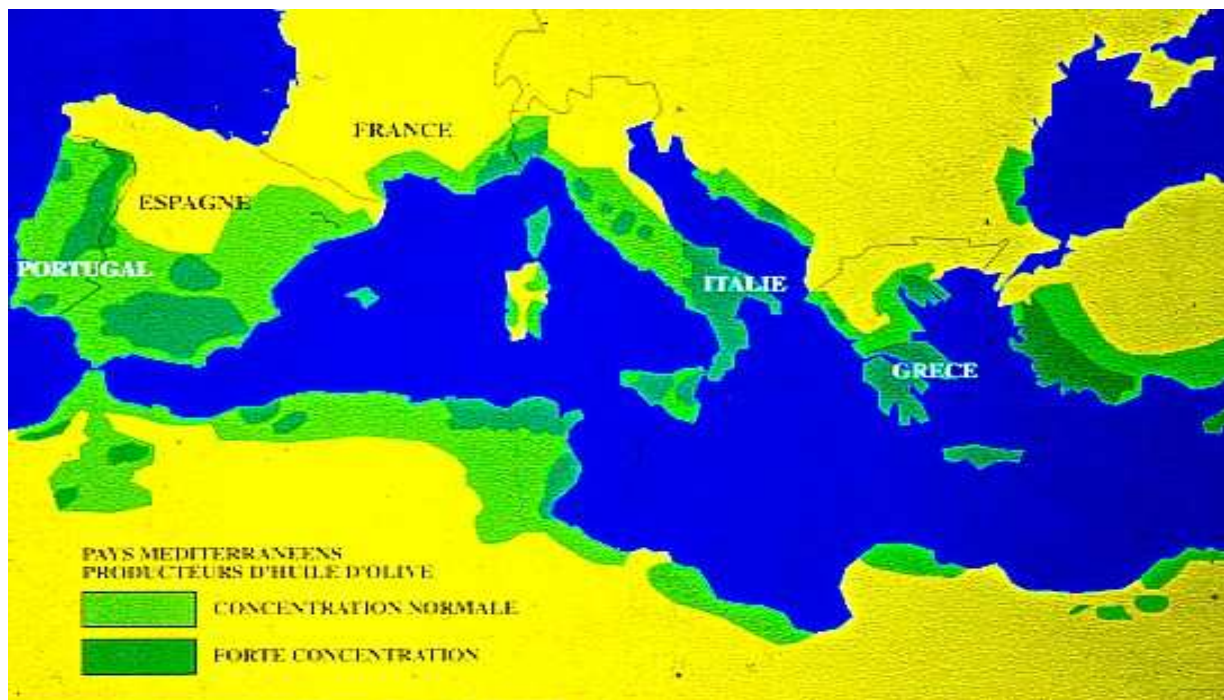 FRANCE
ESPAGNE
PORTUGAL
ITALIE
GRECE
PAYS MEDITERRANEENS
PRODUCTEURS D'HUILE D'OLIVE
CONCENTRATION NORMALE
FORTE CONCENTRATION